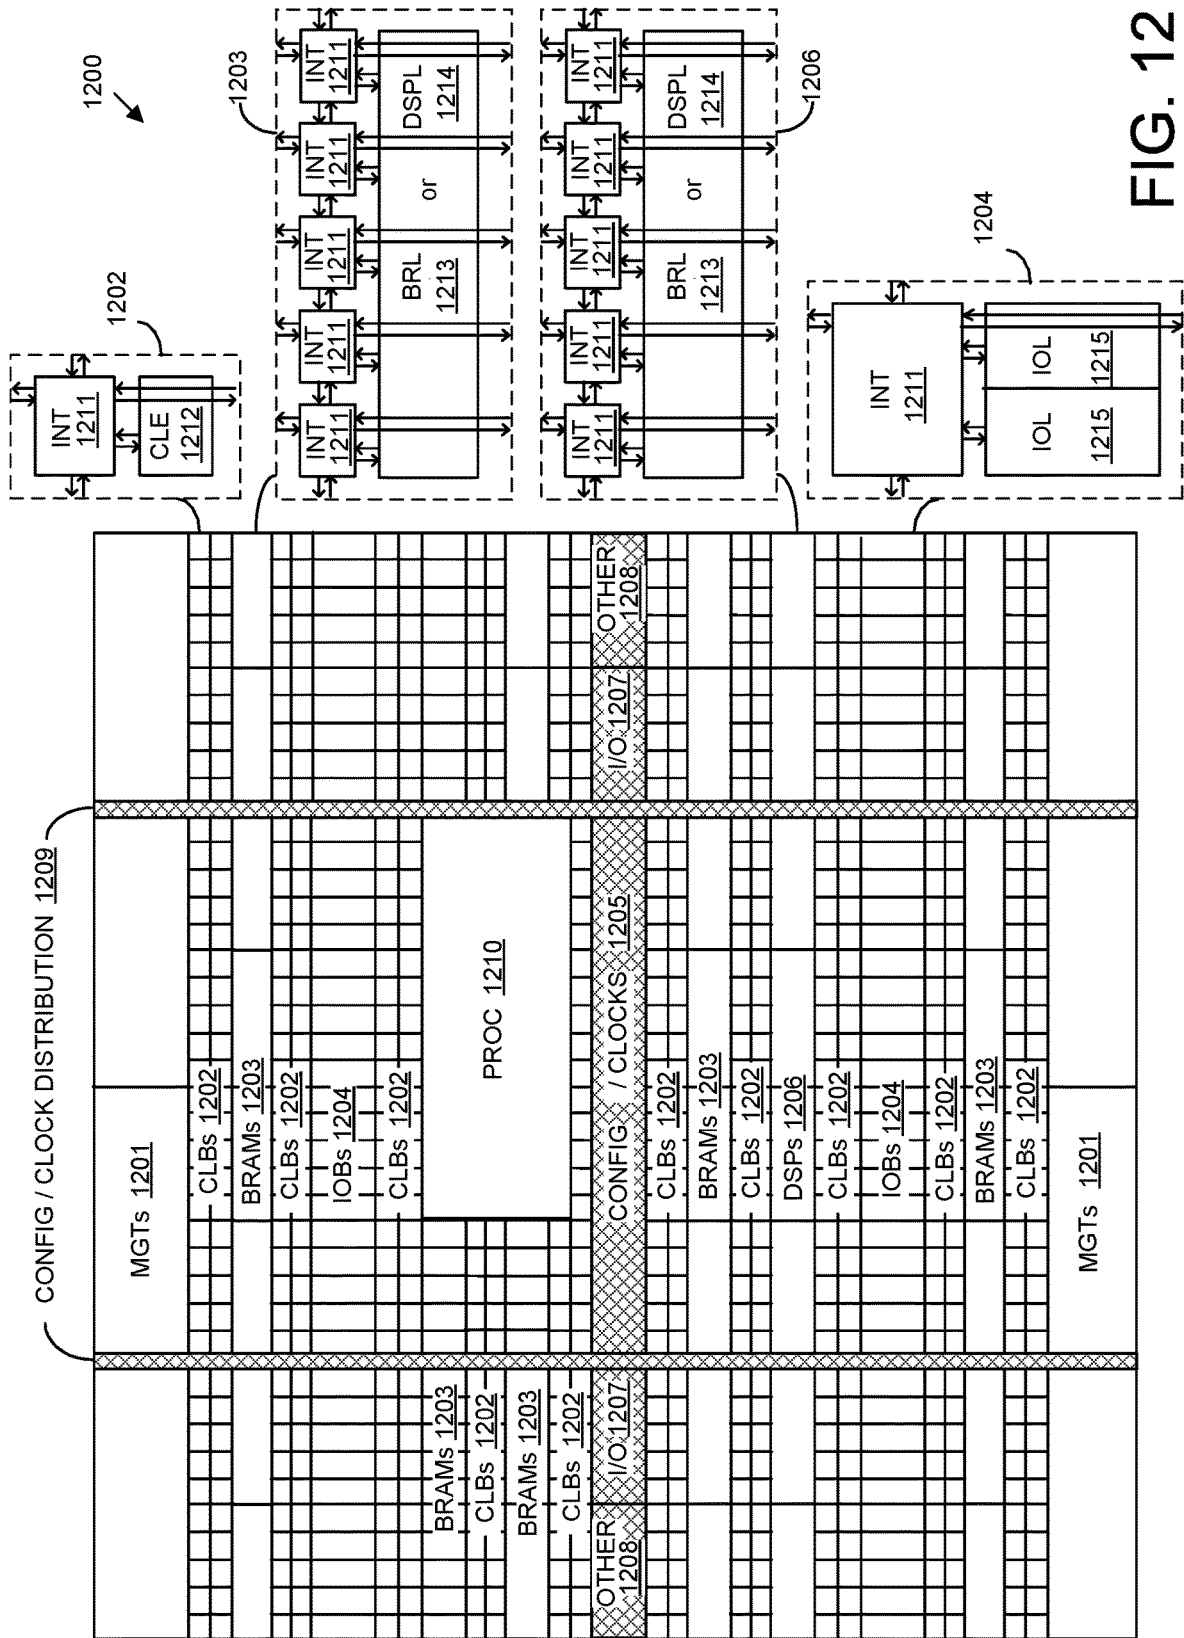 1200
CONFIG / CLOCK DISTRIBUTION 1209
MGTs 1201
CLBs 1202
BRAMs 1203
CLBs 1202
IOBs 1204
CLBs 1202
BRAMs 1203
CLBs 1202
PROC 1210
BRAMs 1203
CLBs 1202
OTHER
1208
I/O 1207
CONFIG / CLOCKS 1205
I/O 1207
OTHER
1208
CLBs 1202
BRAMs 1203
CLBs 1202
DSPs 1206
CLBs 1202
IOBs 1204
CLBs 1202
BRAMs 1203
CLBs 1202
MGTs 1201
1202
INT
1211
CLE
1212
1203
INT
1211
INT
1211
INT
1211
INT
1211
INT
1211
BRL
1213
or
DSPL
1214
INT
1211
INT
1211
INT
1211
INT
1211
INT
1211
BRL
1213
or
DSPL
1214
1206
1204
INT
1211
IOL
1215
IOL
1215
FIG. 12